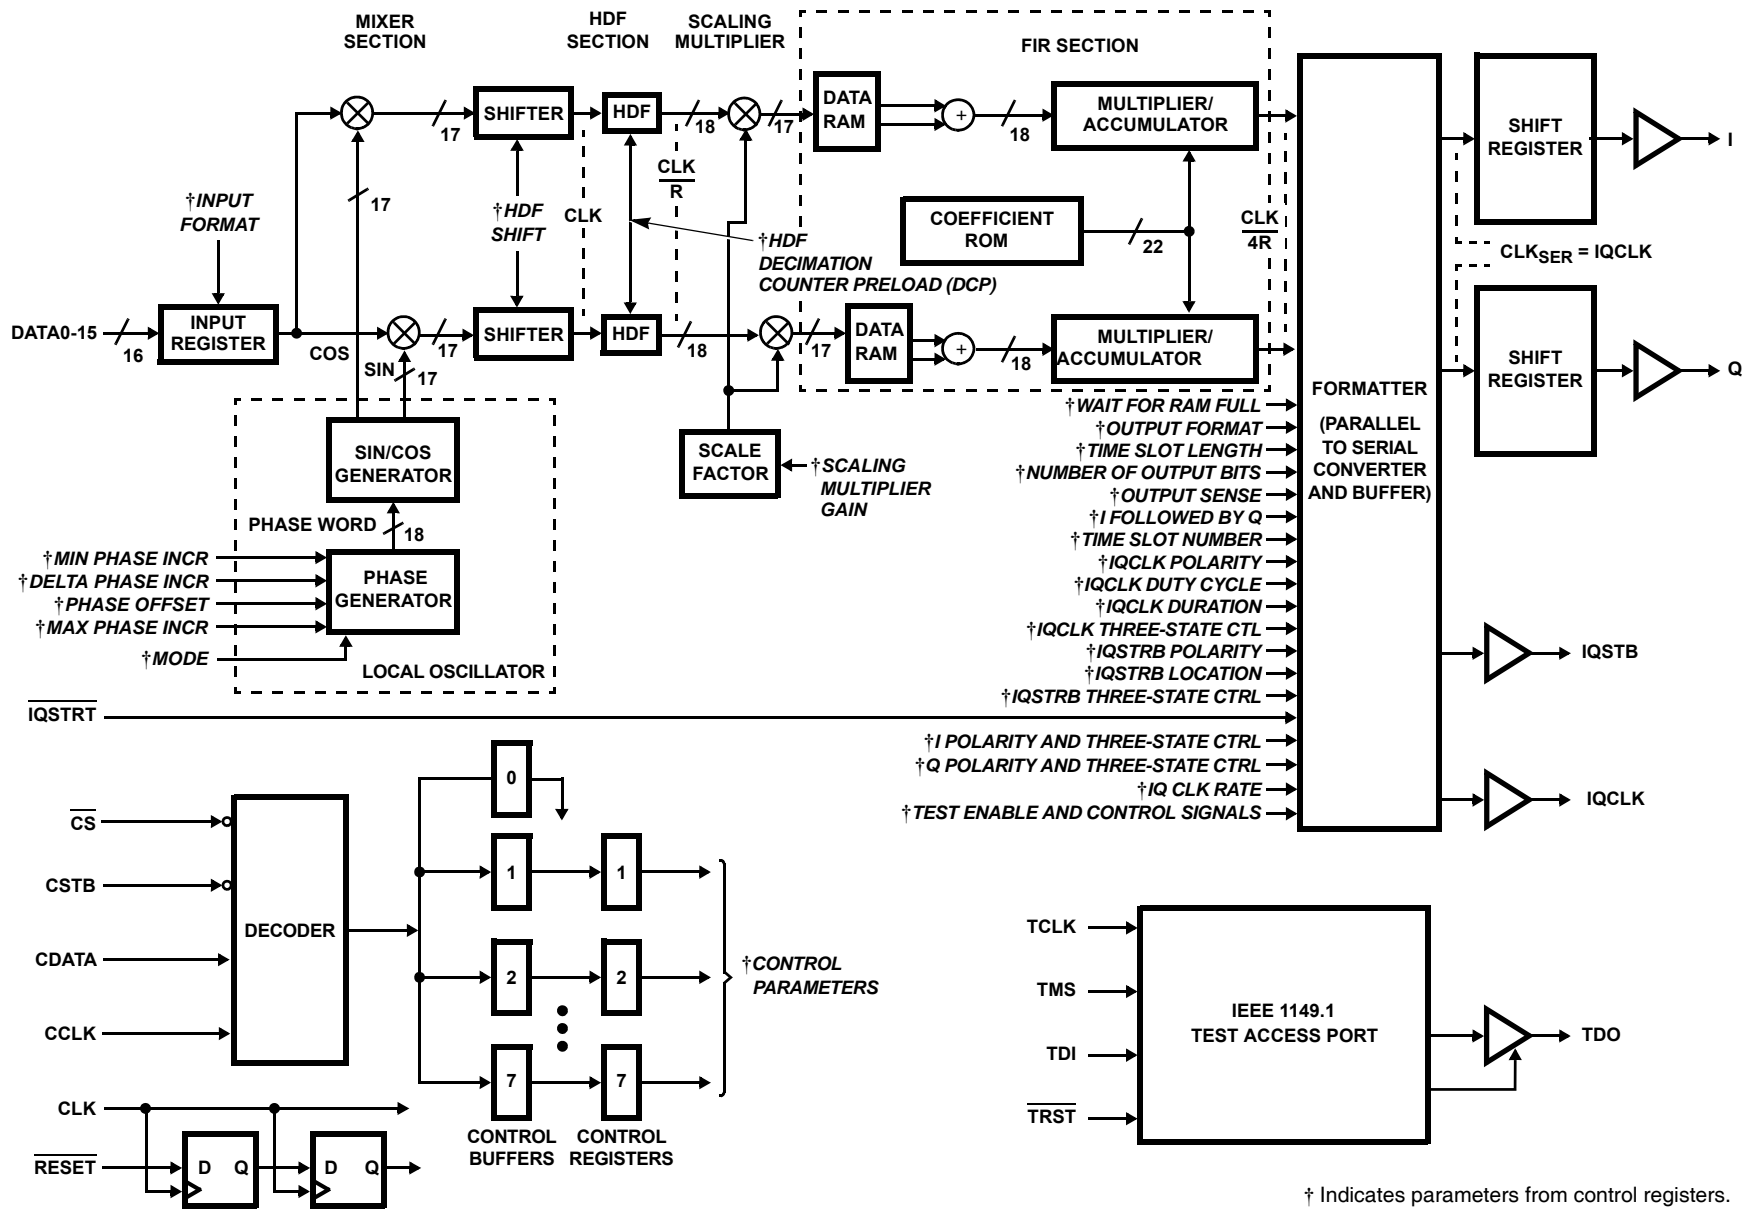 MIXER
SECTION
HDF
SECTION
SCALING
MULTIPLIER
FIR SECTION
DATA
RAM
+
18
MULTIPLIER/
ACCUMULATOR
SHIFTER
HDF
17
18
17
SHIFT
REGISTER
I
17
†INPUT
FORMAT
†HDF
SHIFT
CLK
CLK
R
†HDF
DECIMATION
COUNTER PRELOAD (DCP)
COEFFICIENT
ROM
22
CLK
4R
CLKSER = IQCLK
DATA0-15
16
INPUT
REGISTER
COS
SIN
17
17
SHIFTER
HDF
18
17
DATA
RAM
+
18
MULTIPLIER/
ACCUMULATOR
SHIFT
REGISTER
Q
FORMATTER
(PARALLEL
TO SERIAL
CONVERTER
AND BUFFER)
SIN/COS
GENERATOR
PHASE WORD
18
PHASE
GENERATOR
†MIN PHASE INCR
†DELTA PHASE INCR
†PHASE OFFSET
†MAX PHASE INCR
†MODE
LOCAL OSCILLATOR
SCALE
FACTOR
†SCALING
MULTIPLIER
GAIN
†WAIT FOR RAM FULL
†OUTPUT FORMAT
†TIME SLOT LENGTH
†NUMBER OF OUTPUT BITS
†OUTPUT SENSE
†I FOLLOWED BY Q
†TIME SLOT NUMBER
†IQCLK POLARITY
†IQCLK DUTY CYCLE
†IQCLK DURATION
†IQCLK THREE-STATE CTL
†IQSTRB POLARITY
†IQSTRB LOCATION
†IQSTRB THREE-STATE CTRL
IQSTB
IQSTRT
†I POLARITY AND THREE-STATE CTRL
†Q POLARITY AND THREE-STATE CTRL
†IQ CLK RATE
†TEST ENABLE AND CONTROL SIGNALS
IQCLK
CS
CSTB
CDATA
CCLK
DECODER
0
1
1
2
2
7
7
†CONTROL
PARAMETERS
CONTROL
BUFFERS
CONTROL
REGISTERS
CLK
RESET
D Q
D Q
TCLK
TMS
TDI
TRST
IEEE 1149.1
TEST ACCESS PORT
TDO
† Indicates parameters from control registers.